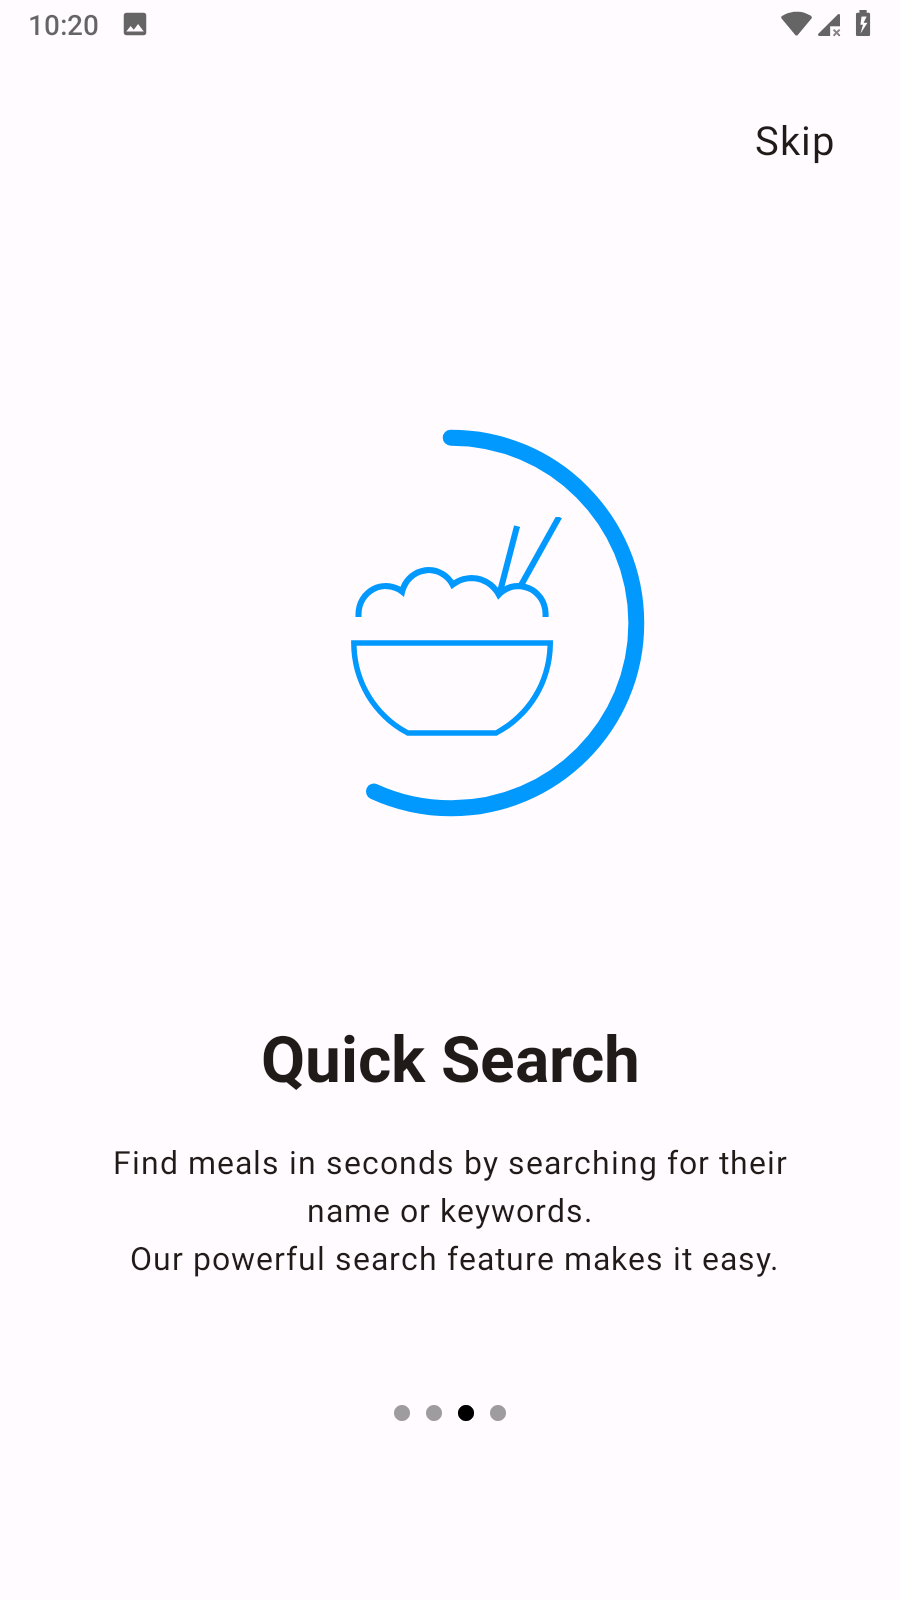 10:20
Skip
Quick Search
Find meals in seconds by searching for their
name or keywords.
Our powerful search feature makes it easy.